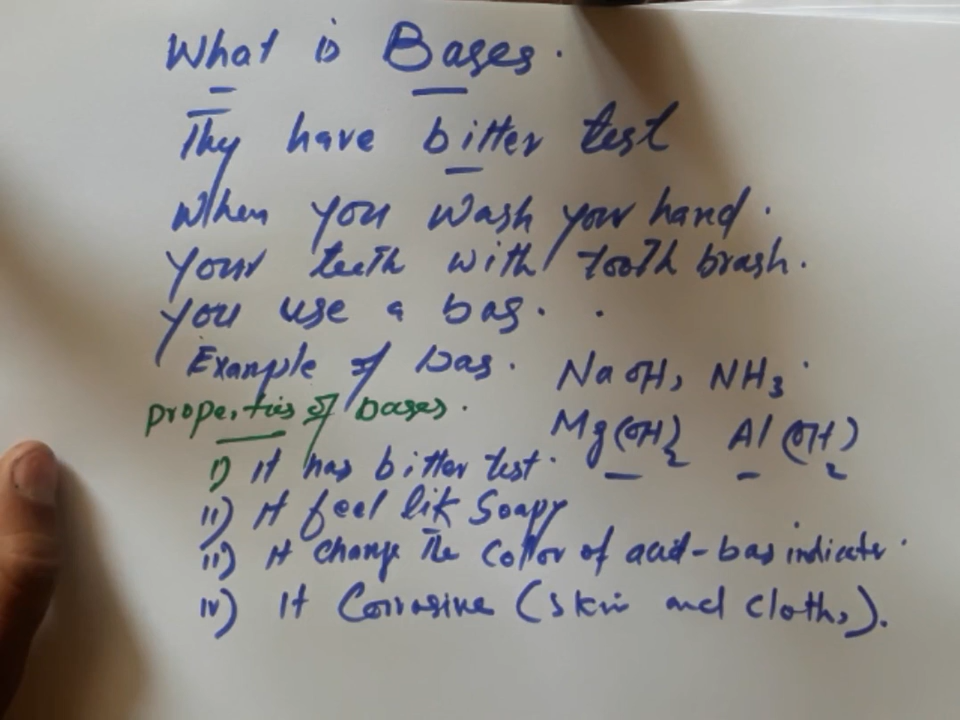 What is Bases.
Thy have bitter test
When you wash your hand.
your teeth with tooth brash.
you use a bas.
Example of bas. NaOH, NH3
properties of bases. Mg(OH)2 Al(OH)2
i) it has bitter test.
ii) it feel lik Soapy
iii) it change the collor of acid-bas indicater.
iv) it Corrosive (skin and cloths).